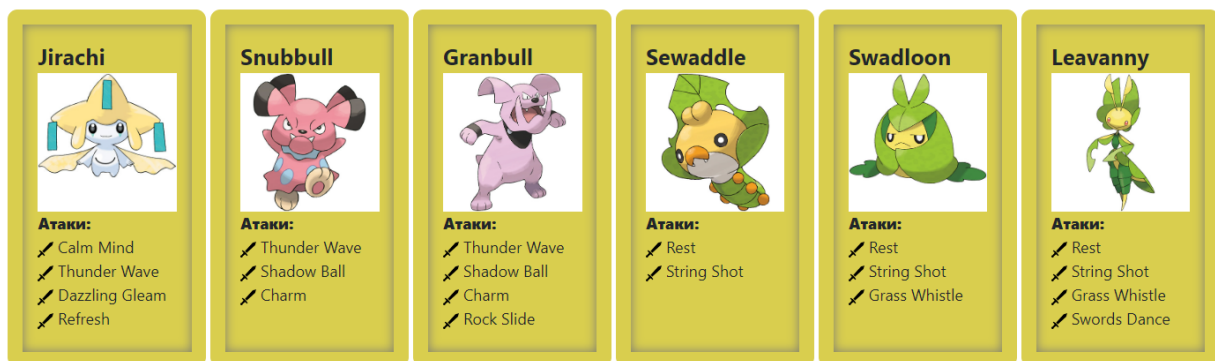 Jirachi
Атаки:
Calm Mind
Thunder Wave
Dazzling Gleam
Refresh
Snubbull
Атаки:
Thunder Wave
Shadow Ball
Charm
Granbull
Атаки:
Thunder Wave
Shadow Ball
Charm
Rock Slide
Sewaddle
Атаки:
Rest
String Shot
Swadloon
Атаки:
Rest
String Shot
Grass Whistle
Leavanny
Атаки:
Rest
String Shot
Grass Whistle
Swords Dance